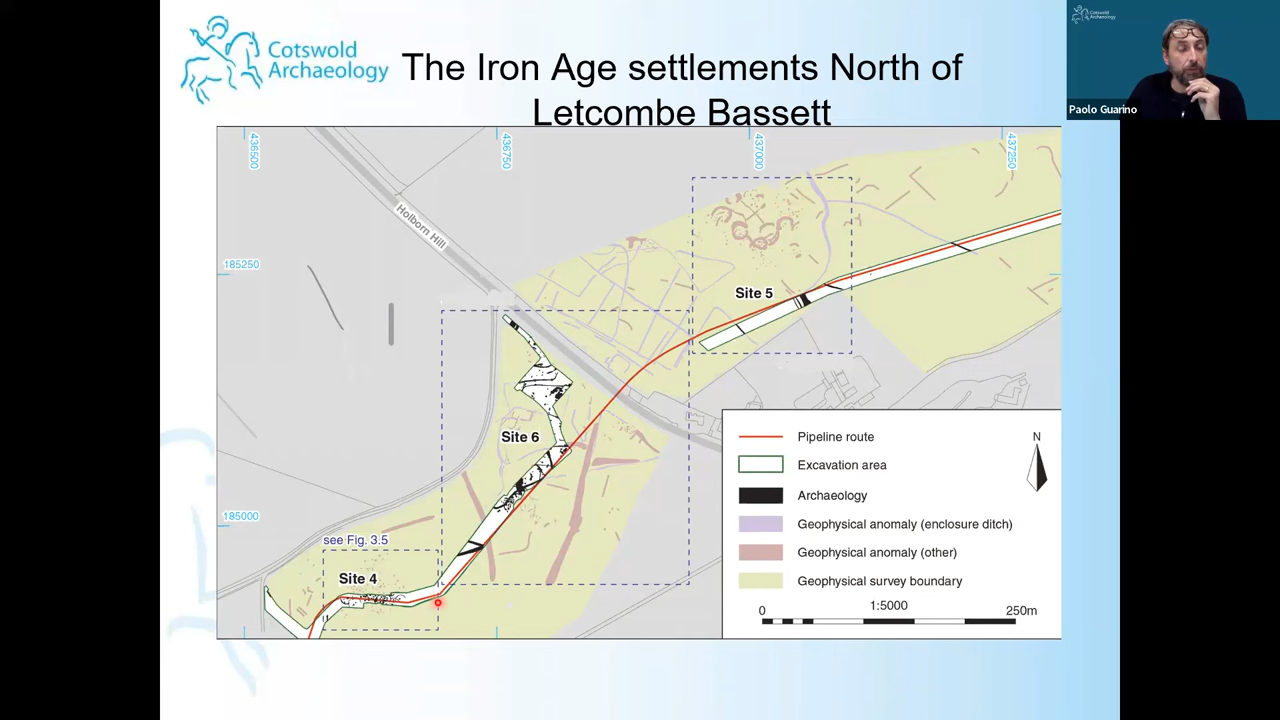 Cotswold
Archaeology
The Iron Age settlements North of
Letcombe Bassett
Cotswold
Archaeology
Paolo Guarino
436500
436750
437000
437250
Holborn Hill
185250
Site 5
Site 6
185000
see Fig. 3.5
Site 4
Pipeline route
Excavation area
Archaeology
Geophysical anomaly (enclosure ditch)
Geophysical anomaly (other)
Geophysical survey boundary
N
0
1:5000
250m